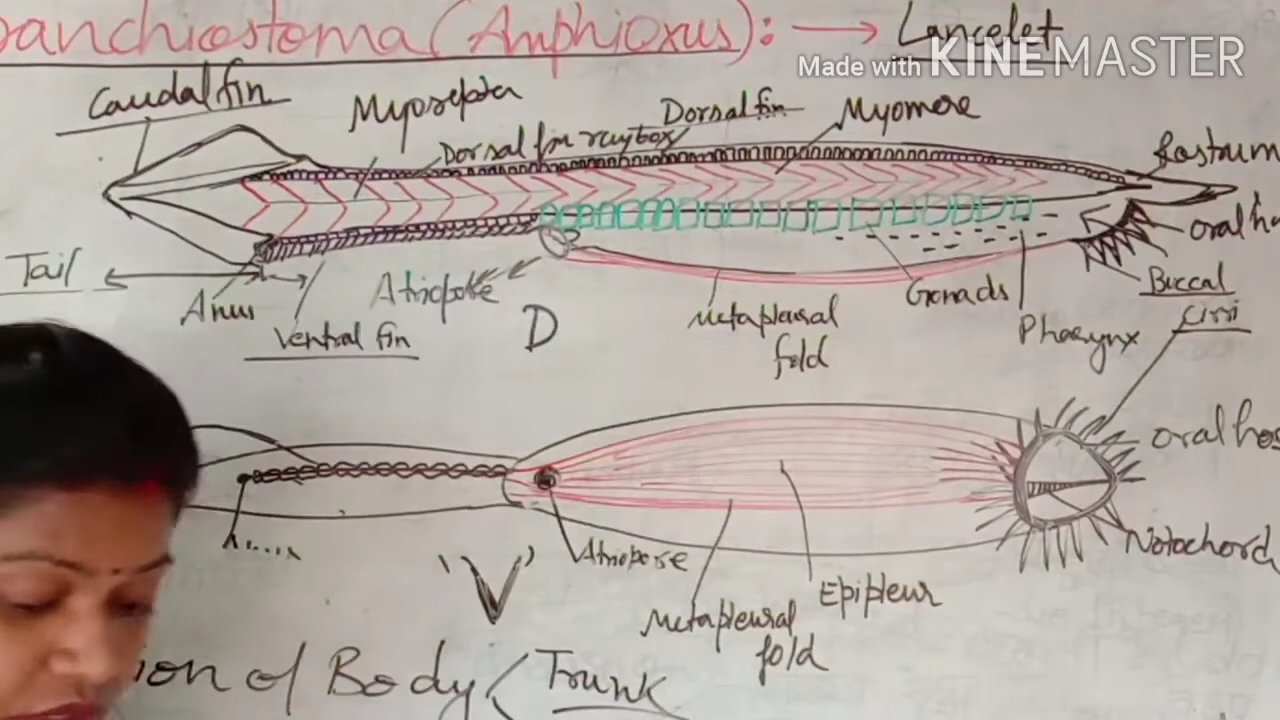 anchiostoma (Amphioxus): → Lancelet
Made with KINEMASTER
Caudal fin
Myosepta
Dorsal fin
Myomere
Dorsal fin ray box
Rostrum
Oral ho
Tail
Anus
Atriopore
Metapleural fold
Gonads
Buccal Cirri
Ventral fin
D
Pharynx
Oral hoo
Notochord
Atriopore
'V'
Epipleur
Metapleural fold
ion of Body
Trunk